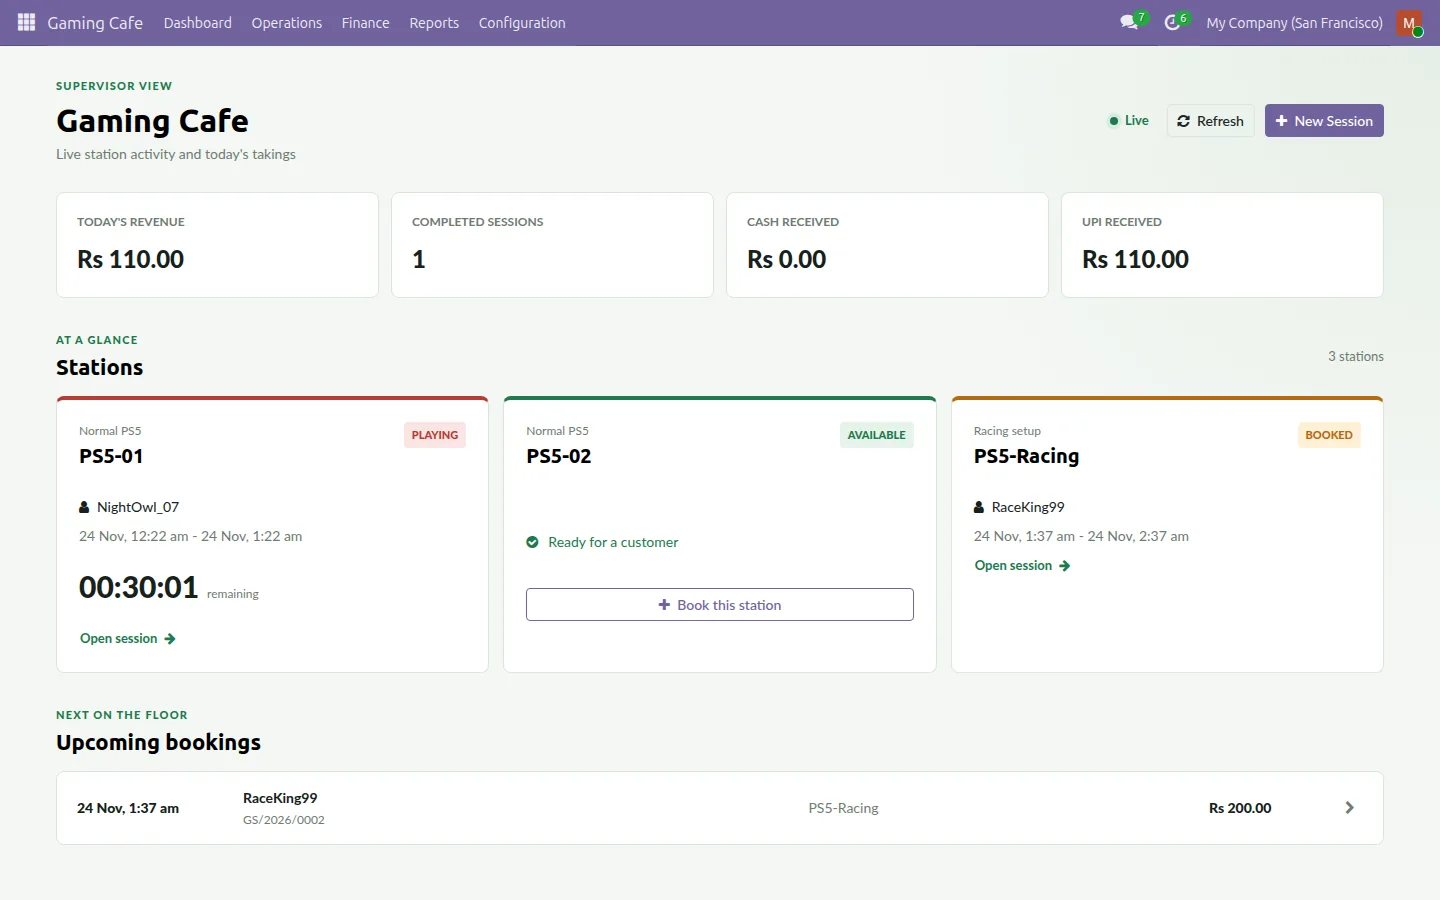 Gaming Cafe Dashboard Operations Finance Reports Configuration 7 6 My Company (San Francisco) M
SUPERVISOR VIEW
Gaming Cafe
Live station activity and today's takings
Live Refresh New Session
TODAY'S REVENUE
Rs 110.00
COMPLETED SESSIONS
1
CASH RECEIVED
Rs 0.00
UPI RECEIVED
Rs 110.00
AT A GLANCE
Stations
3 stations
Normal PS5
PLAYING
PS5-01
NightOwl_07
24 Nov, 12:22 am - 24 Nov, 1:22 am
00:30:01 remaining
Open session
Normal PS5
AVAILABLE
PS5-02
Ready for a customer
Book this station
Racing setup
BOOKED
PS5-Racing
RaceKing99
24 Nov, 1:37 am - 24 Nov, 2:37 am
Open session
NEXT ON THE FLOOR
Upcoming bookings
24 Nov, 1:37 am
RaceKing99
GS/2026/0002
PS5-Racing
Rs 200.00